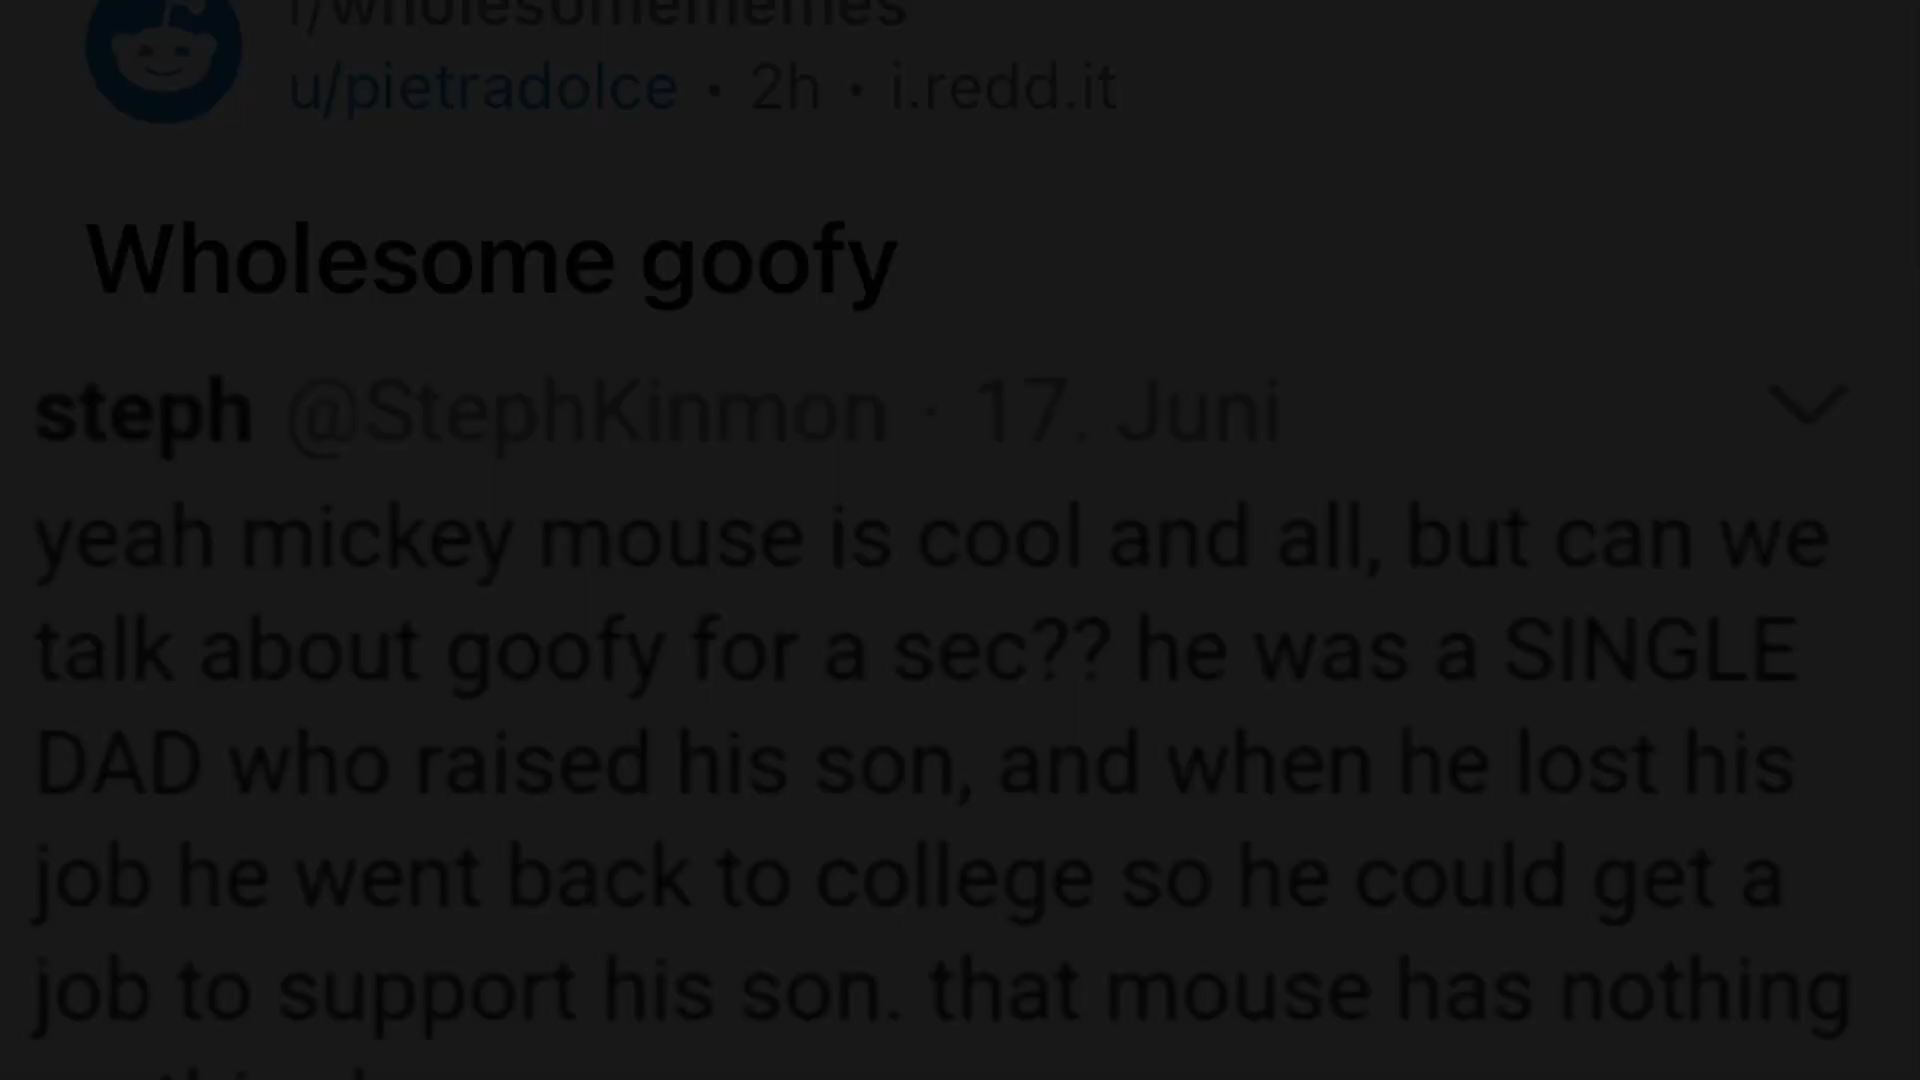 r/wholesomememes
u/pietradolce · 2h · i.redd.it
Wholesome goofy
steph @StephKinmon · 17. Juni
yeah mickey mouse is cool and all, but can we
talk about goofy for a sec?? he was a SINGLE
DAD who raised his son, and when he lost his
job he went back to college so he could get a
job to support his son. that mouse has nothing